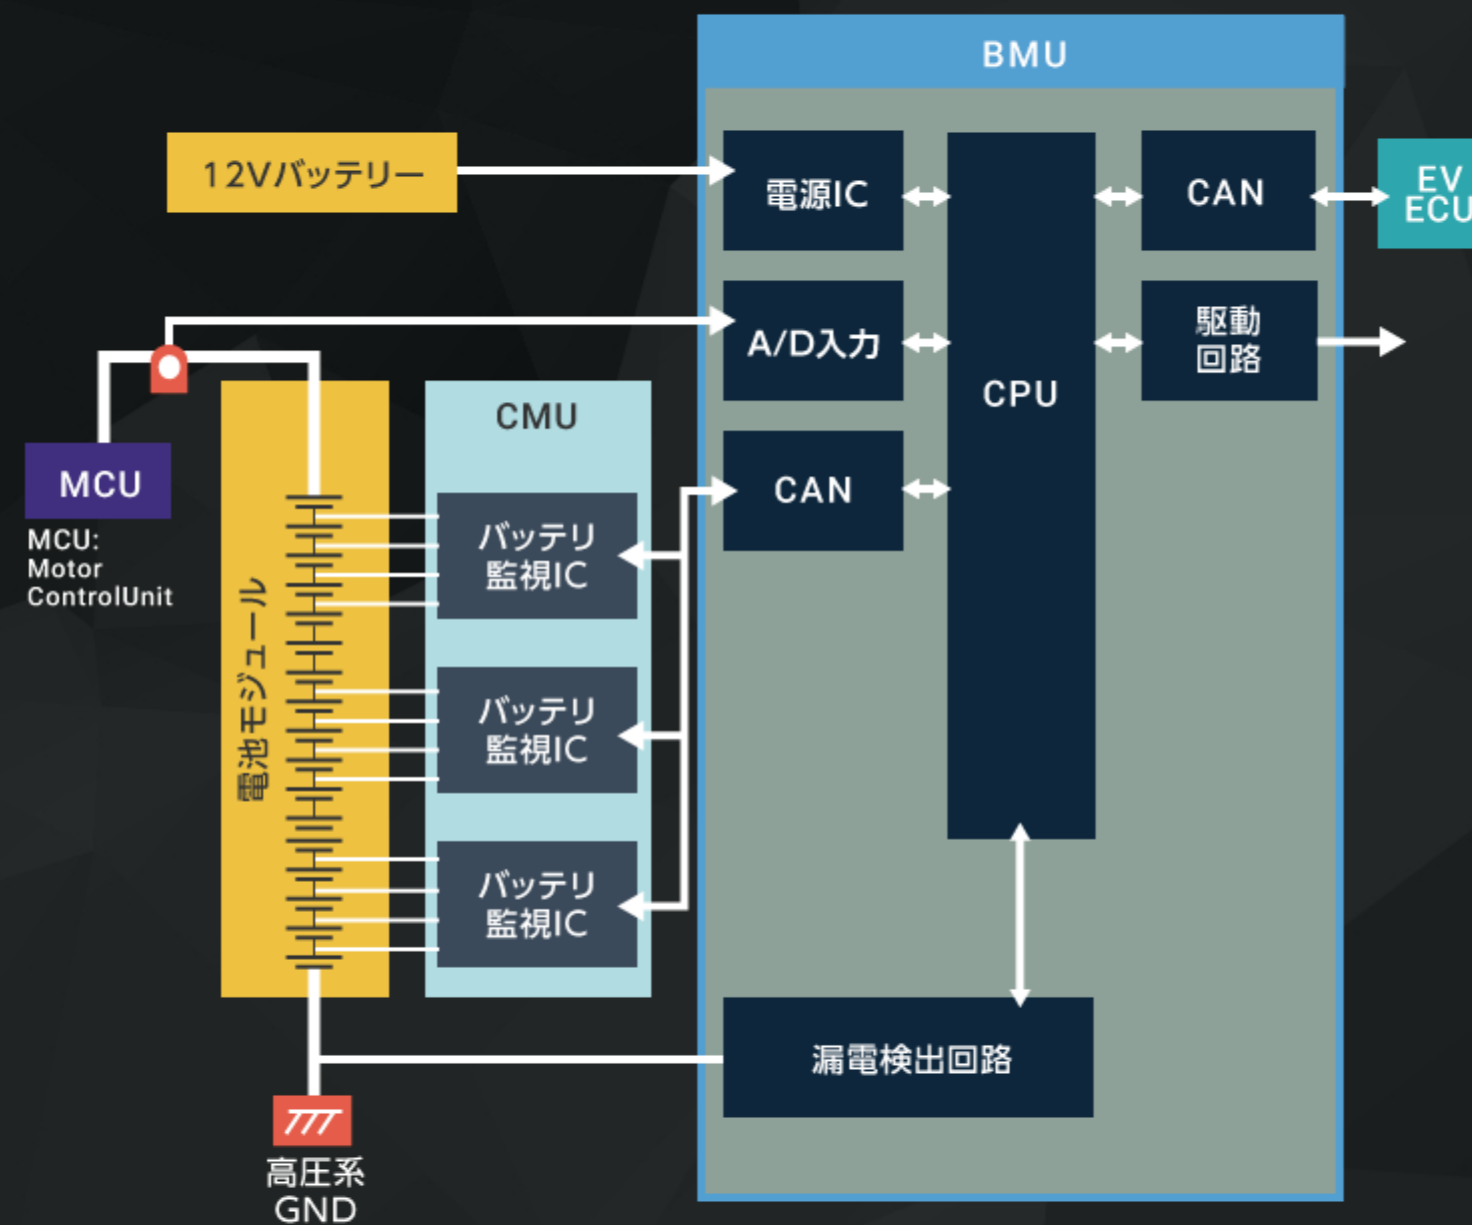 BMU
12Vバッテリー
電源IC
CAN
EV
ECU
A/D入力
駆動
回路
CPU
CMU
CAN
MCU
MCU:
Motor
ControlUnit
電池モジュール
バッテリ
監視IC
バッテリ
監視IC
バッテリ
監視IC
漏電検出回路
高圧系
GND